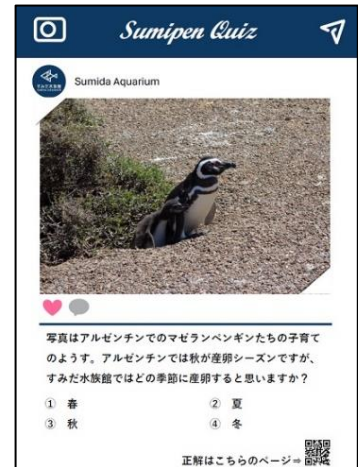 Sumipen Quiz
Sumida Aquarium
写真はアルゼンチンでのマゼランペンギンたちの子育て
のようす。アルゼンチンでは秋が産卵シーズンですが、
すみだ水族館ではどの季節に産卵すると思いますか？
① 春 ② 夏
③ 秋 ④ 冬
正解はこちらのページ⇒